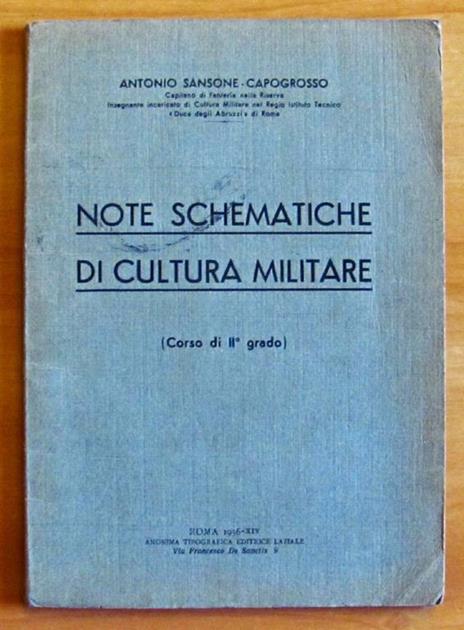 ANTONIO SANSONE-CAPOGROSSO
Capitano di Fanteria nella Riserva
Insegnante incaricato di Cultura Militare nel Regio Istituto Tecnico
«Duca degli Abruzzi» di Roma
NOTE SCHEMATICHE
DI CULTURA MILITARE
(Corso di II° grado)
ROMA 1936-XIV
ANONIMA TIPOGRAFICA EDITRICE LAZIALE
Via Francesco De Sanctis 9